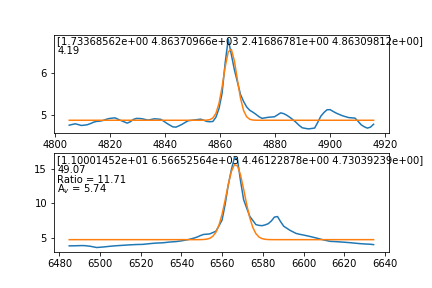 [1.73368562e+00 4.86370966e+03 2.41686781e+00 4.86309812e+00]
4.19
6
5
4800 4820 4840 4860 4880 4900 4920
[1.10001452e+01 6.56652564e+03 4.46122878e+00 4.73039239e+00]
49.07
Ratio = 11.71
Aν = 5.74
15
10
5
6480 6500 6520 6540 6560 6580 6600 6620 6640